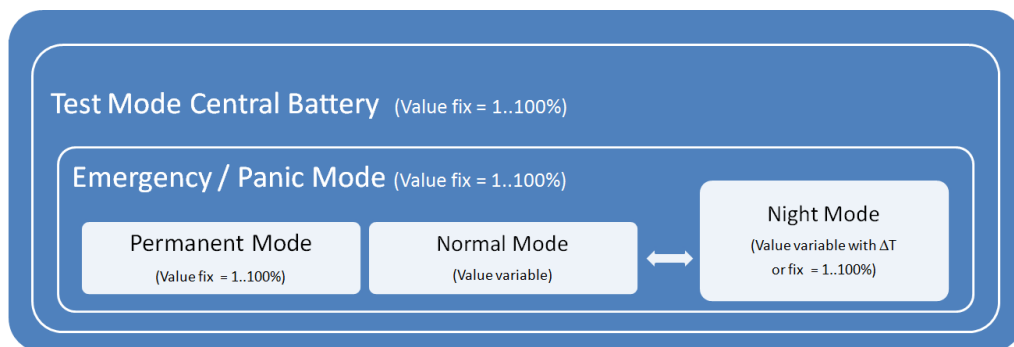 Test Mode Central Battery (Value fix = 1..100%)
Emergency / Panic Mode (Value fix = 1..100%)
Permanent Mode
(Value fix = 1..100%)
Normal Mode
(Value variable)
Night Mode
(Value variable with ΔT
or fix = 1..100%)